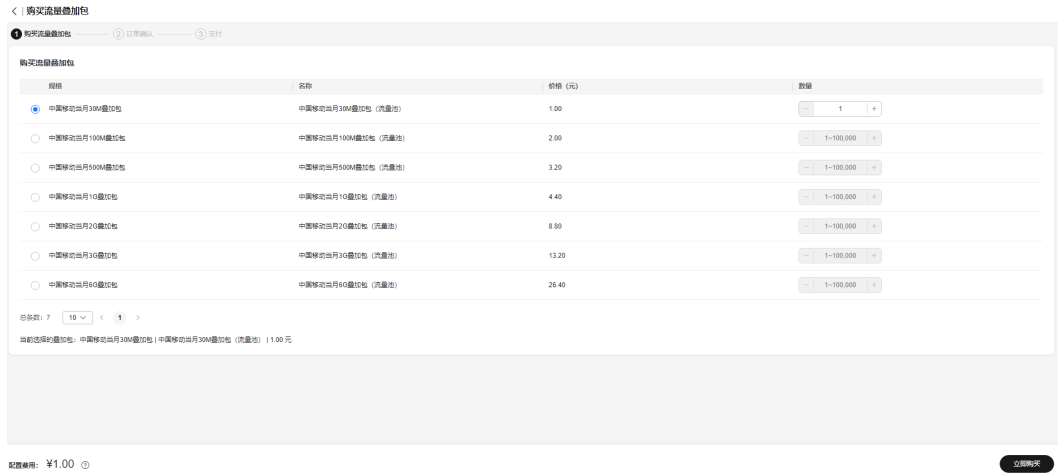 购买流量叠加包
1 购买流量叠加包 2 订单确认 3 支付
购买流量叠加包
规格 名称 价格（元） 数量
中国移动当月30M叠加包 中国移动当月30M叠加包（流量池） 1.00 − 1 +
中国移动当月100M叠加包 中国移动当月100M叠加包（流量池） 2.00 − 1~100,000 +
中国移动当月500M叠加包 中国移动当月500M叠加包（流量池） 3.20 − 1~100,000 +
中国移动当月1G叠加包 中国移动当月1G叠加包（流量池） 4.40 − 1~100,000 +
中国移动当月2G叠加包 中国移动当月2G叠加包（流量池） 8.80 − 1~100,000 +
中国移动当月3G叠加包 中国移动当月3G叠加包（流量池） 13.20 − 1~100,000 +
中国移动当月6G叠加包 中国移动当月6G叠加包（流量池） 26.40 − 1~100,000 +
总条数：7 10 < 1 >
当前选择的叠加包：中国移动当月30M叠加包 | 中国移动当月30M叠加包（流量池） | 1.00 元
配置费用：¥1.00 ? 立即购买